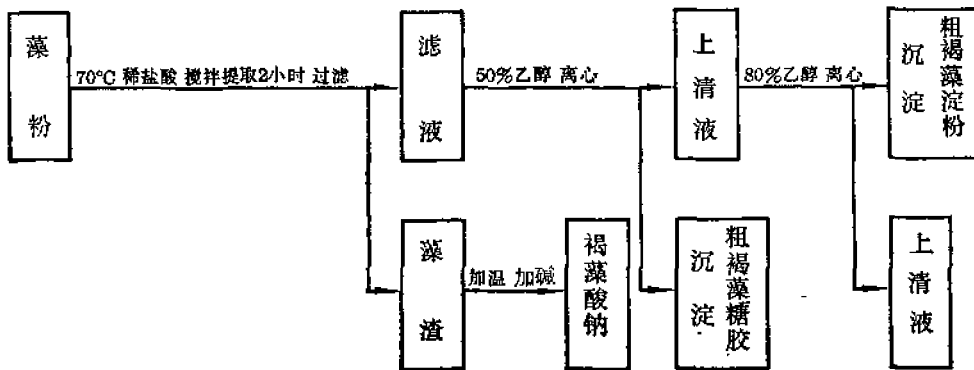 藻粉
70°C 稀盐酸 搅拌提取2小时 过滤
滤液
50%乙醇 离心
上清液
80%乙醇 离心
沉淀
粗褐藻淀粉
藻渣
加温 加碱
褐藻酸钠
沉淀
粗褐藻糖胶
上清液